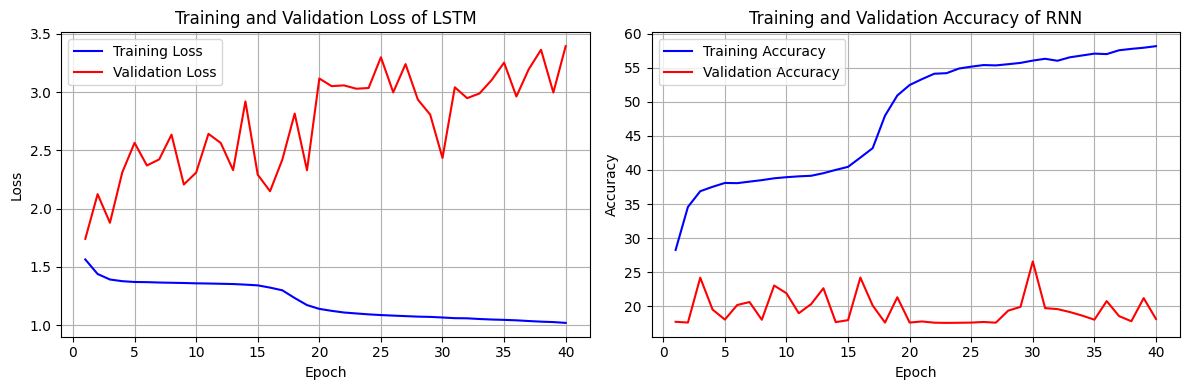 Training and Validation Loss of LSTM
Training Loss
Validation Loss
3.5
3.0
2.5
2.0
1.5
1.0
Loss
0 5 10 15 20 25 30 35 40
Epoch
Training and Validation Accuracy of RNN
Training Accuracy
Validation Accuracy
60
55
50
45
40
35
30
25
20
Accuracy
0 5 10 15 20 25 30 35 40
Epoch